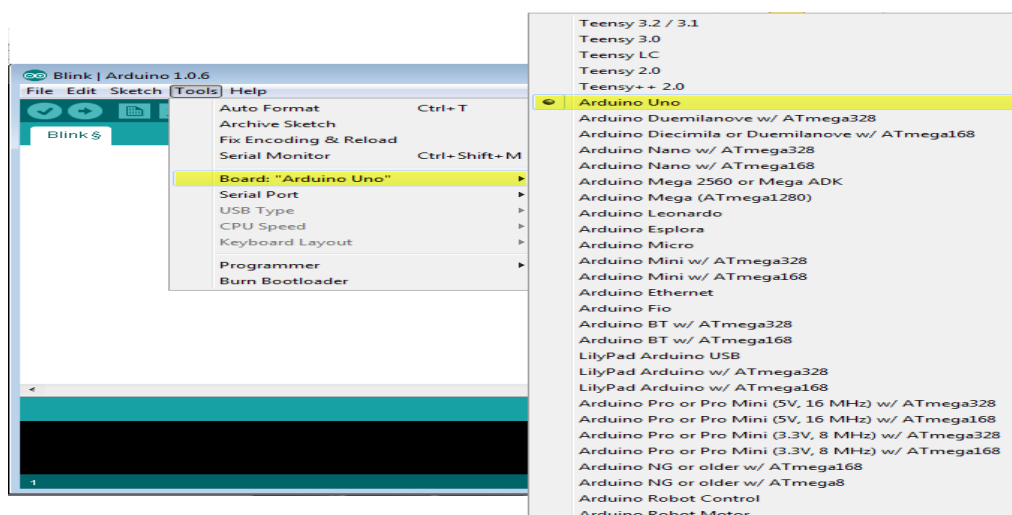 Blink | Arduino 1.0.6
File Edit Sketch Tools Help
Blink §
Auto Format Ctrl+T
Archive Sketch
Fix Encoding & Reload
Serial Monitor Ctrl+Shift+M
Board: "Arduino Uno"
Serial Port
USB Type
CPU Speed
Keyboard Layout
Programmer
Burn Bootloader
1
Teensy 3.2 / 3.1
Teensy 3.0
Teensy LC
Teensy 2.0
Teensy++ 2.0
Arduino Uno
Arduino Duemilanove w/ ATmega328
Arduino Diecimila or Duemilanove w/ ATmega168
Arduino Nano w/ ATmega328
Arduino Nano w/ ATmega168
Arduino Mega 2560 or Mega ADK
Arduino Mega (ATmega1280)
Arduino Leonardo
Arduino Esplora
Arduino Micro
Arduino Mini w/ ATmega328
Arduino Mini w/ ATmega168
Arduino Ethernet
Arduino Fio
Arduino BT w/ ATmega328
Arduino BT w/ ATmega168
LilyPad Arduino USB
LilyPad Arduino w/ ATmega328
LilyPad Arduino w/ ATmega168
Arduino Pro or Pro Mini (5V, 16 MHz) w/ ATmega328
Arduino Pro or Pro Mini (5V, 16 MHz) w/ ATmega168
Arduino Pro or Pro Mini (3.3V, 8 MHz) w/ ATmega328
Arduino Pro or Pro Mini (3.3V, 8 MHz) w/ ATmega168
Arduino NG or older w/ ATmega168
Arduino NG or older w/ ATmega8
Arduino Robot Control
Arduino Robot Motor